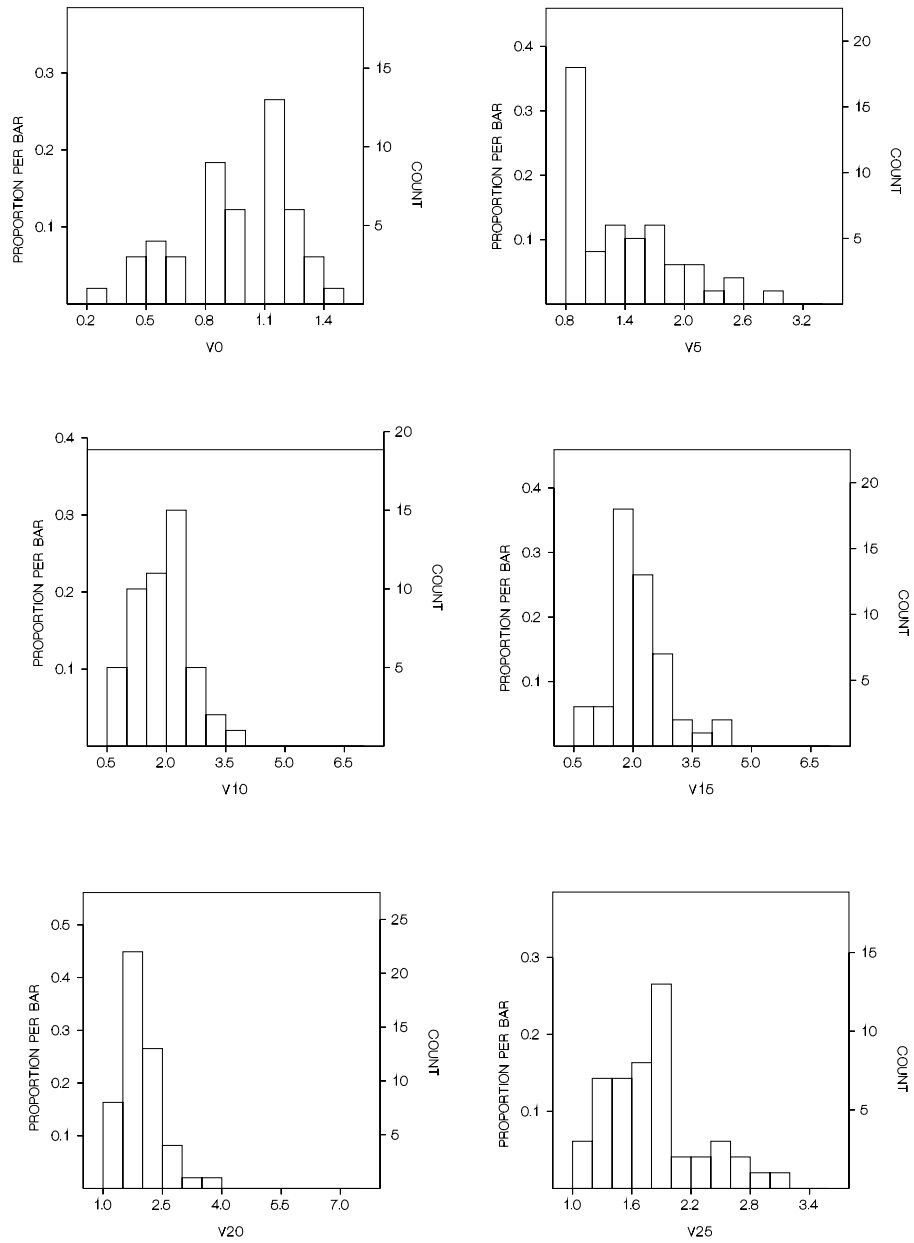 PROPORTION PER BAR
0.3
0.2
0.1
15
10
5
COUNT
0.2 0.5 0.8 1.1 1.4
V0
PROPORTION PER BAR
0.4
0.3
0.2
0.1
20
15
10
5
COUNT
0.8 1.4 2.0 2.6 3.2
V5
PROPORTION PER BAR
0.4
0.3
0.2
0.1
20
15
10
5
COUNT
0.5 2.0 3.5 5.0 6.5
V10
PROPORTION PER BAR
0.4
0.3
0.2
0.1
20
15
10
5
COUNT
0.5 2.0 3.5 5.0 6.5
V15
PROPORTION PER BAR
0.5
0.4
0.3
0.2
0.1
25
20
15
10
5
COUNT
1.0 2.5 4.0 5.5 7.0
V20
PROPORTION PER BAR
0.3
0.2
0.1
15
10
5
COUNT
1.0 1.6 2.2 2.8 3.4
V25